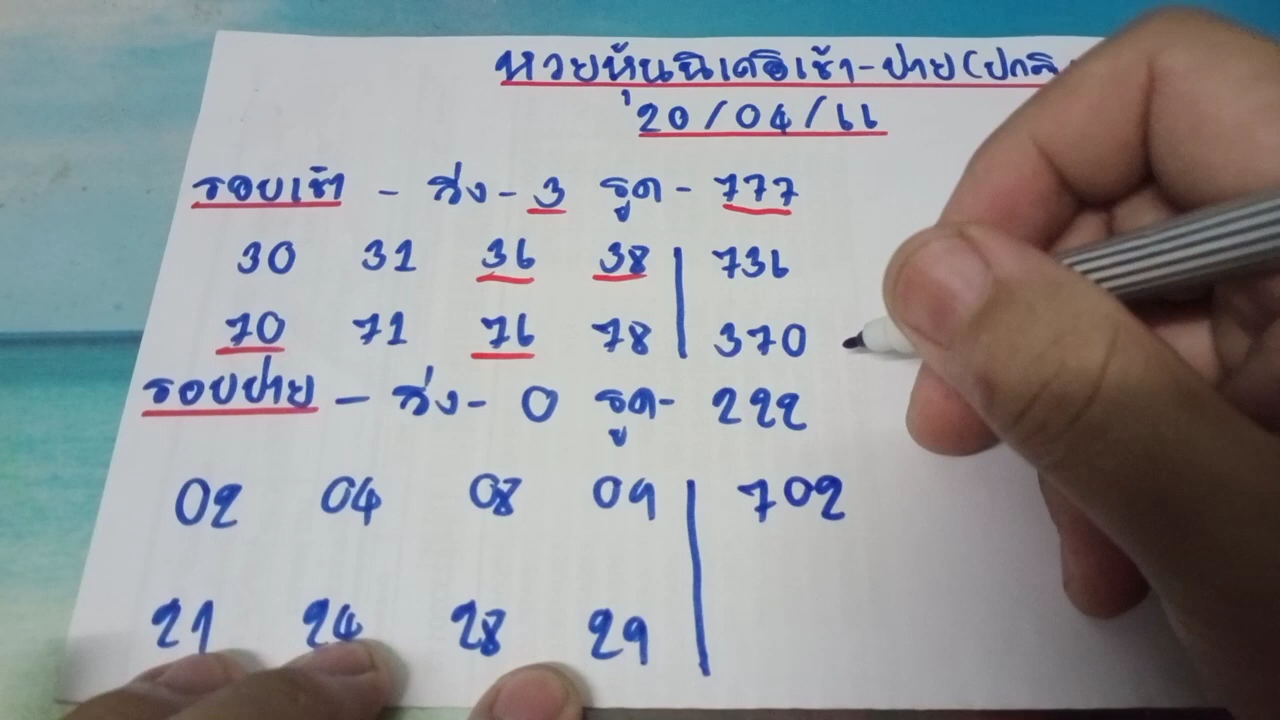 หวยหุ้นนิเคอิเช้า-บ่าย(ปกติ
20/04/66
รอบเช้า - วิ่ง - 3 รูด - 777
30 31 36 38 736
70 71 76 78 370
รอบบ่าย - วิ่ง - 0 รูด - 222
02 04 08 09 702
21 24 28 29